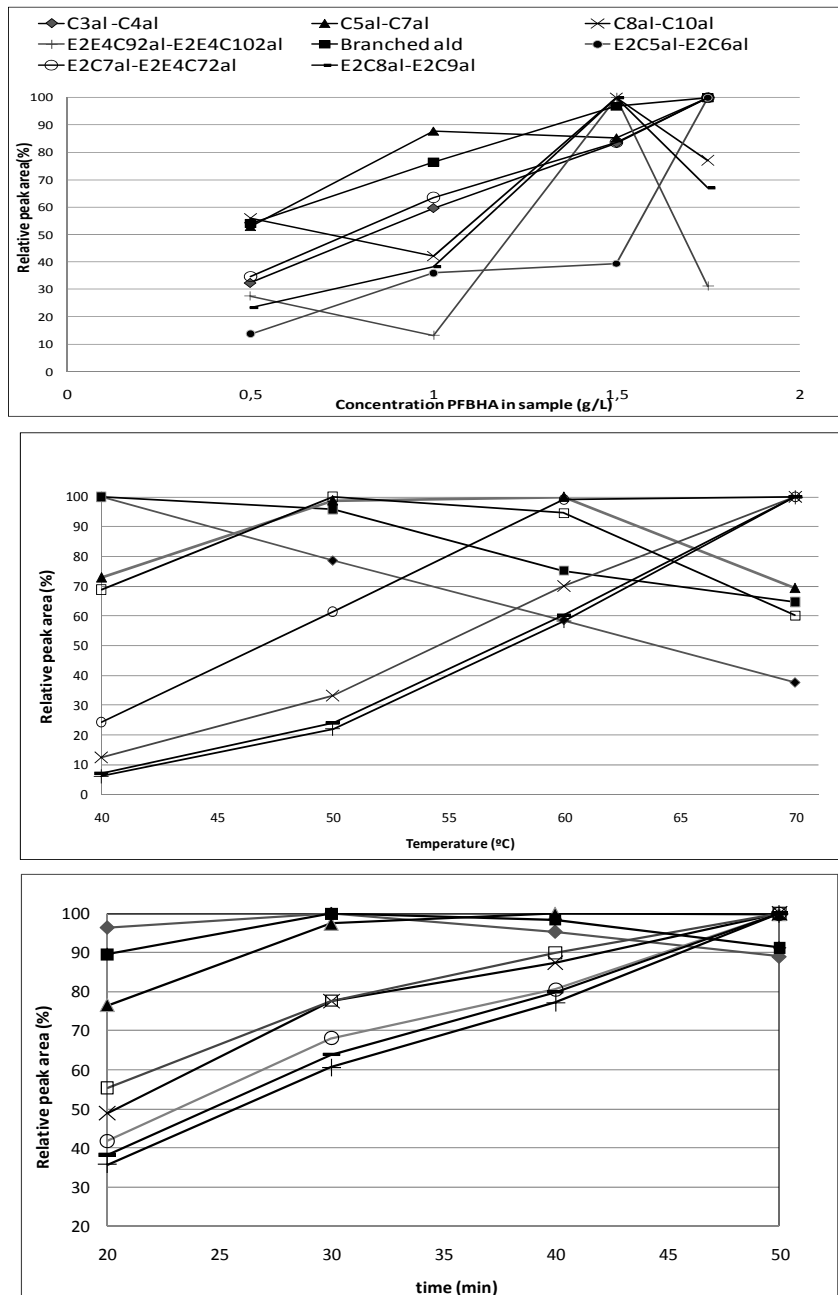 C3al -C4al C5al-C7al C8al-C10al
E2E4C92al-E2E4C102al Branched ald E2C5al-E2C6al
E2C7al-E2E4C72al E2C8al-E2C9al
Relative peak area(%)
100
90
80
70
60
50
40
30
20
10
0
0 0,5 1 1,5 2
Concentration PFBHA in sample (g/L)
Relative peak area (%)
100
90
80
70
60
50
40
30
20
10
0
40 45 50 55 60 65 70
Temperature (ºC)
Relative peak area (%)
100
90
80
70
60
50
40
30
20
20 30 40 50
time (min)